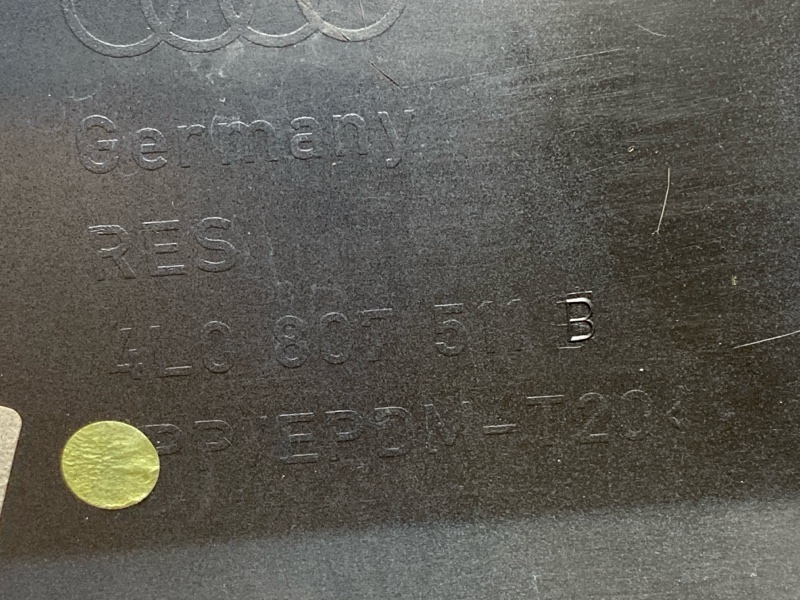 Germany
RES
4L0 807 511 B
PP/EPDM-T20<